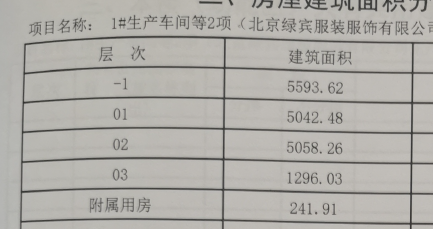 二、房屋建筑面积分
项目名称: 1#生产车间等2项（北京绿宾服装服饰有限公司
层 次 建筑面积
-1 5593.62
01 5042.48
02 5058.26
03 1296.03
附属用房 241.91